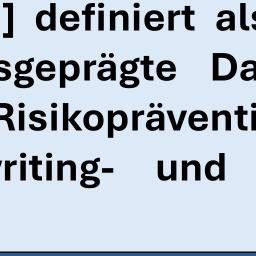 ] definiert als
sgeprägte Da
Risikopräventi
writing- und